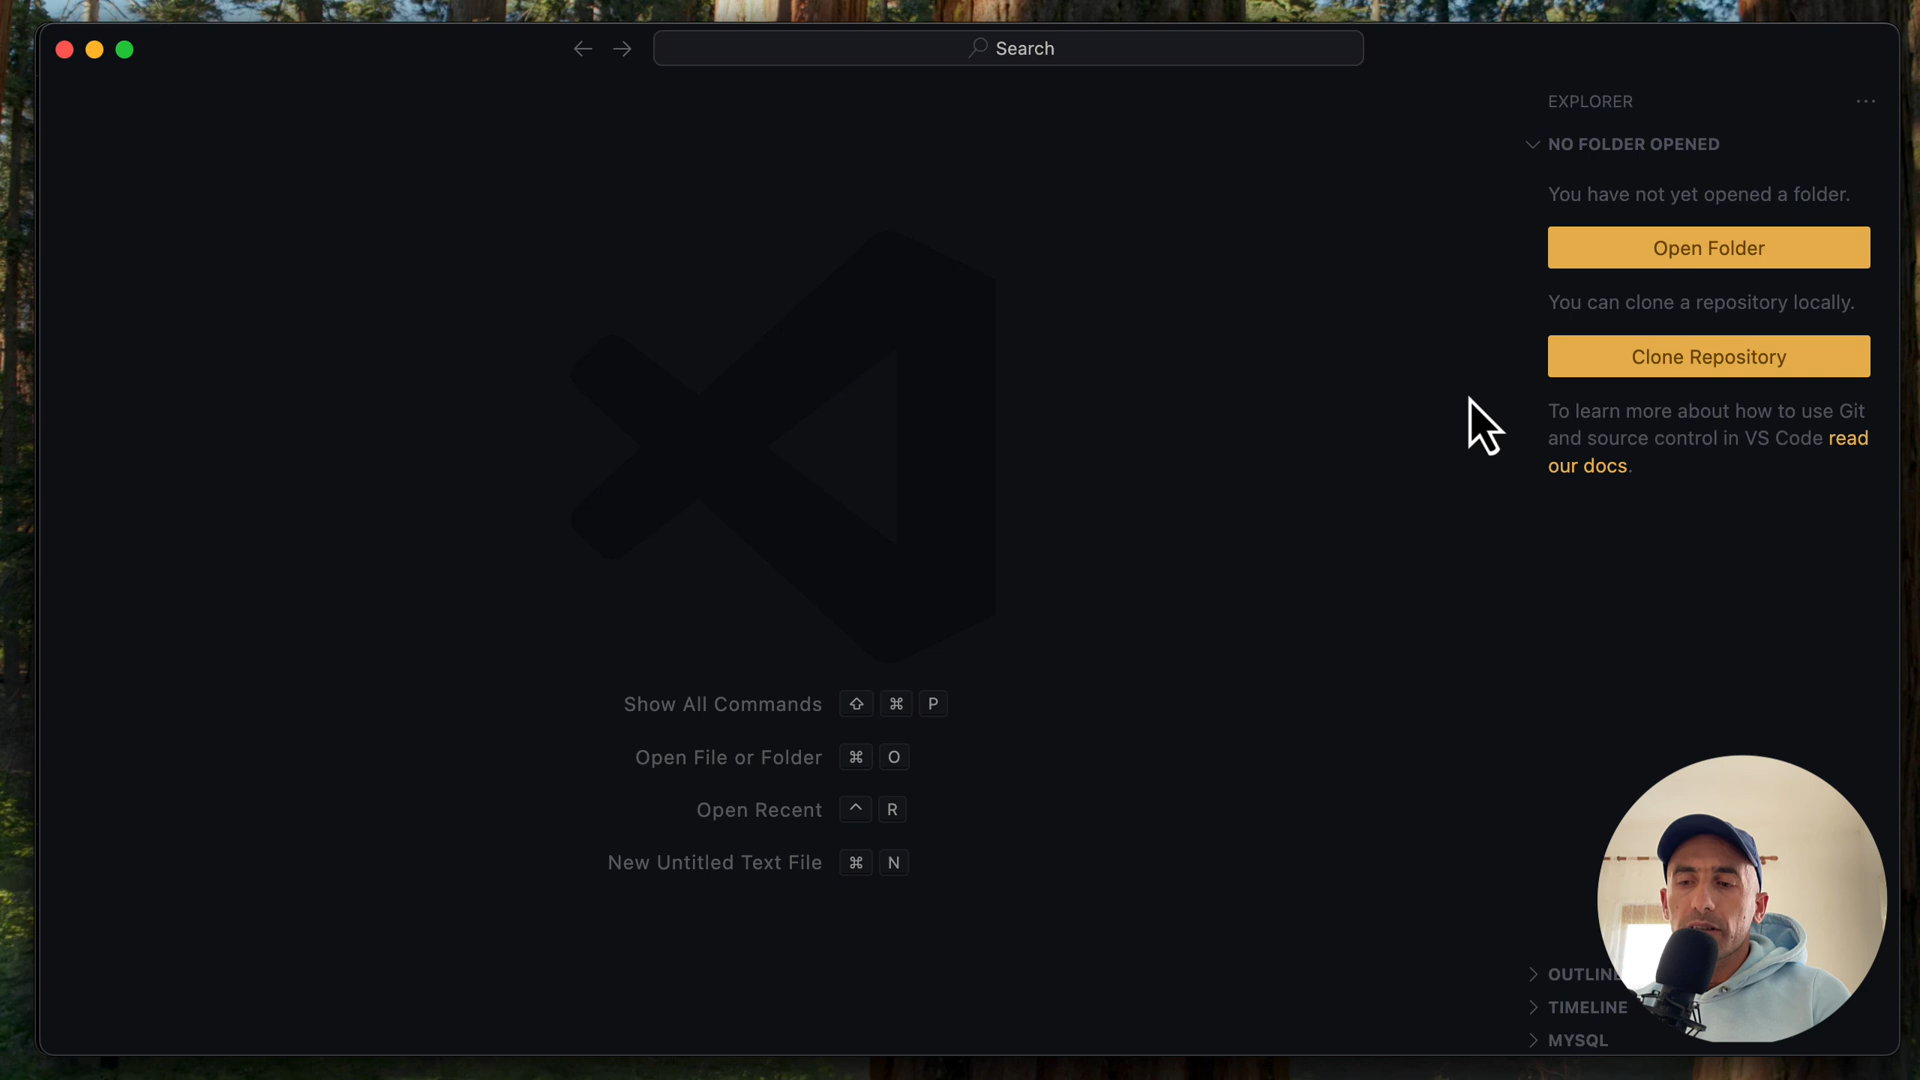 Search
EXPLORER
NO FOLDER OPENED
You have not yet opened a folder.
Open Folder
You can clone a repository locally.
Clone Repository
To learn more about how to use Git
and source control in VS Code read
our docs.
Show All Commands ⇧ ⌘ P
Open File or Folder ⌘ O
Open Recent ^ R
New Untitled Text File ⌘ N
OUTLINE
TIMELINE
MYSQL